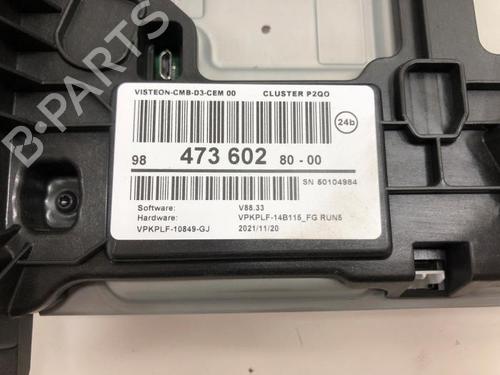 B-PARTS
VISTEON-CMB-D3-CEM 00 CLUSTER P2QO
24b
98 473 602 80 - 00
SN 50104984
Software: V88.33
Hardware: VPKPLF-14B115_FG RUN5
VPKPLF-10849-GJ 2021/11/20